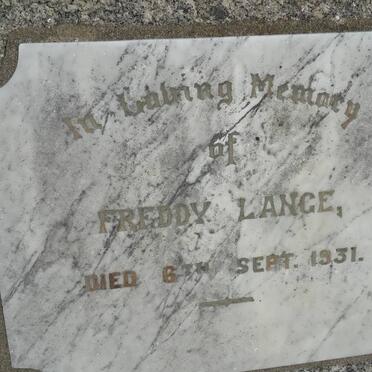 In Loving Memory
of
FREDDY LANGE,
DIED 6TH SEPT. 1931.